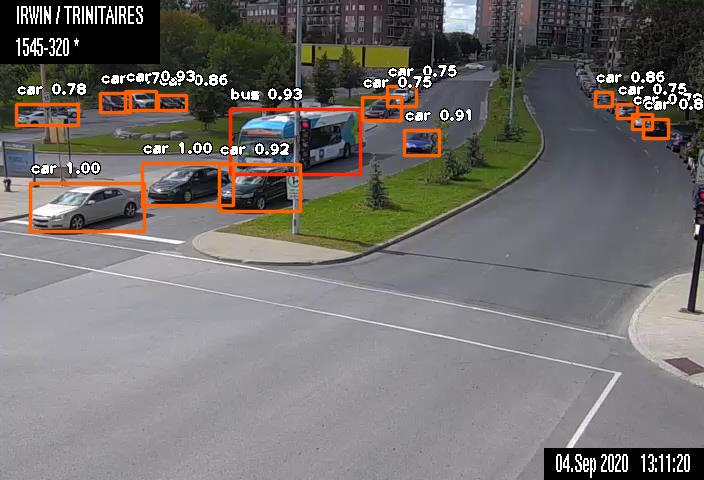 IRWIN / TRINITAIRES
1545-320 *
car 0.78
car
car 0.93
0.86
bus 0.93
car 0.75
car 0.75
car 0.91
car 0.86
car 0.75
car 1.00
car 1.00
car 0.92
04.Sep 2020 13:11:20